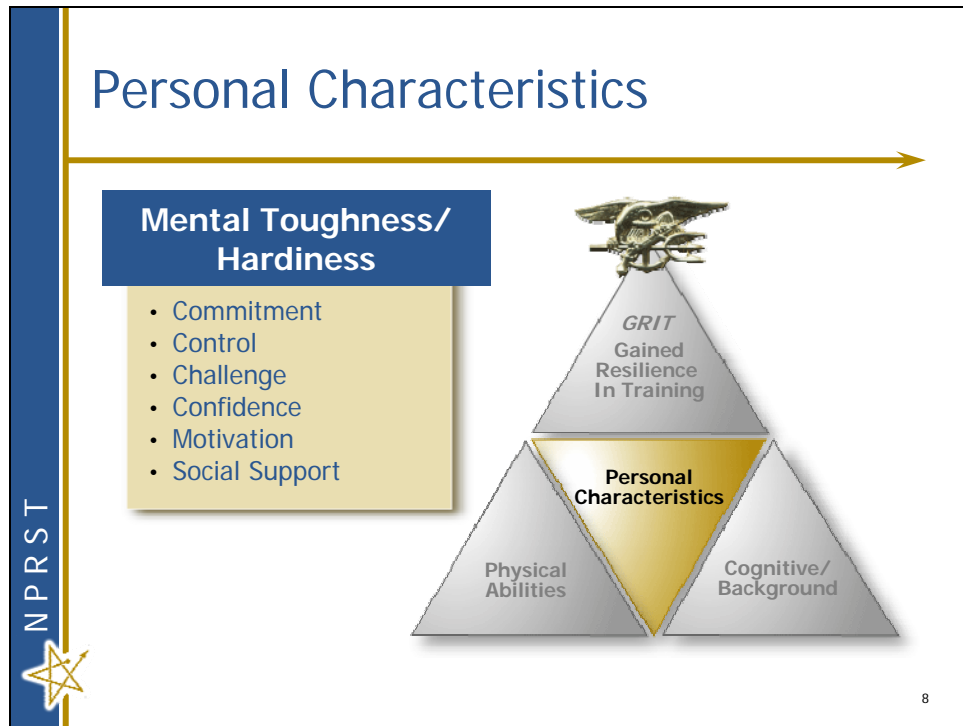 Personal Characteristics
Mental Toughness/
Hardiness
• Commitment
• Control
• Challenge
• Confidence
• Motivation
• Social Support
GRIT
Gained
Resilience
In Training
Personal
Characteristics
Physical
Abilities
Cognitive/
Background
NPRST
8